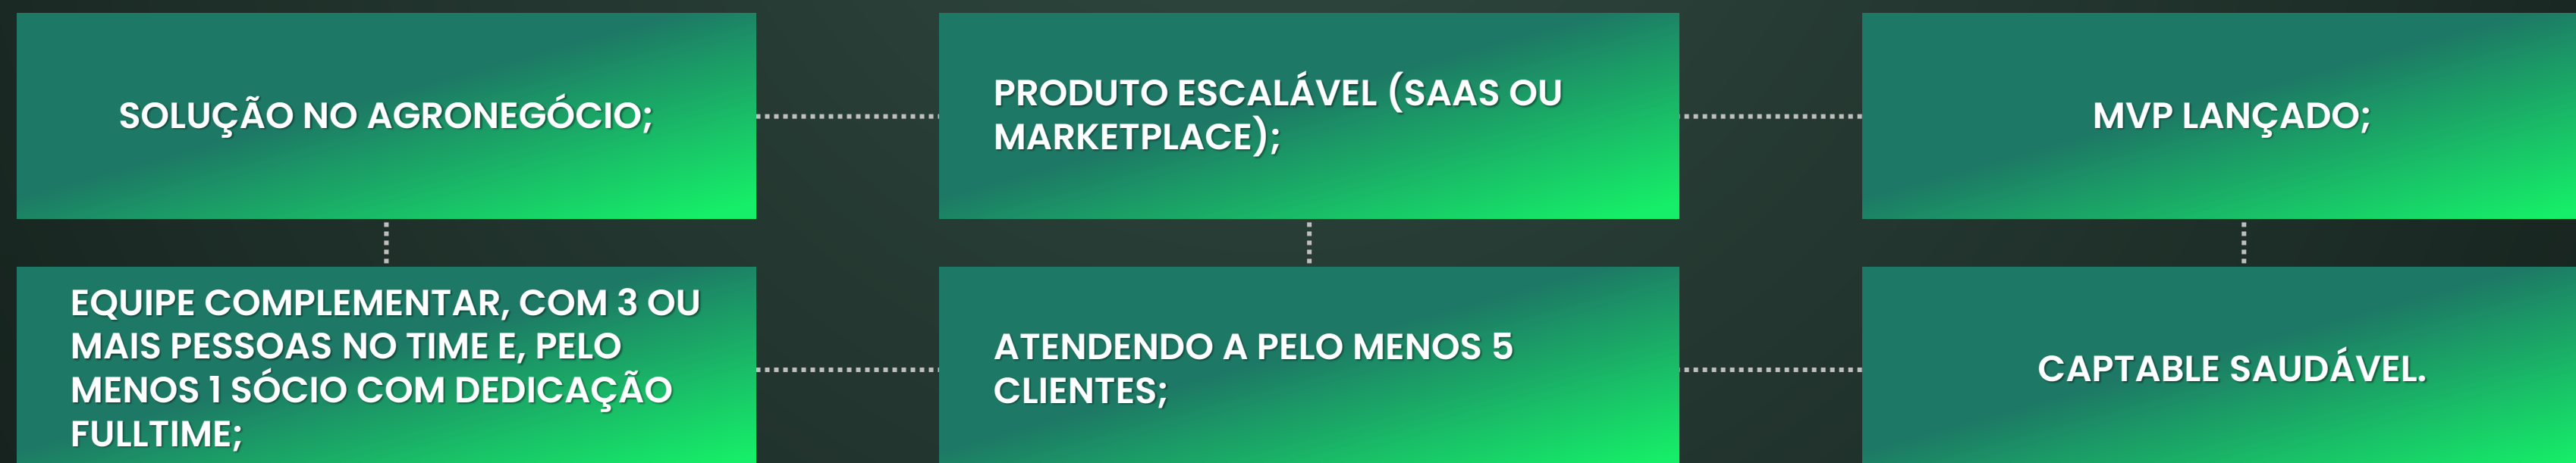 SOLUÇÃO NO AGRONEGÓCIO;
PRODUTO ESCALÁVEL (SAAS OU
MARKETPLACE);
MVP LANÇADO;
EQUIPE COMPLEMENTAR, COM 3 OU
MAIS PESSOAS NO TIME E, PELO
MENOS 1 SÓCIO COM DEDICAÇÃO
FULLTIME;
ATENDENDO A PELO MENOS 5
CLIENTES;
CAPTABLE SAUDÁVEL.